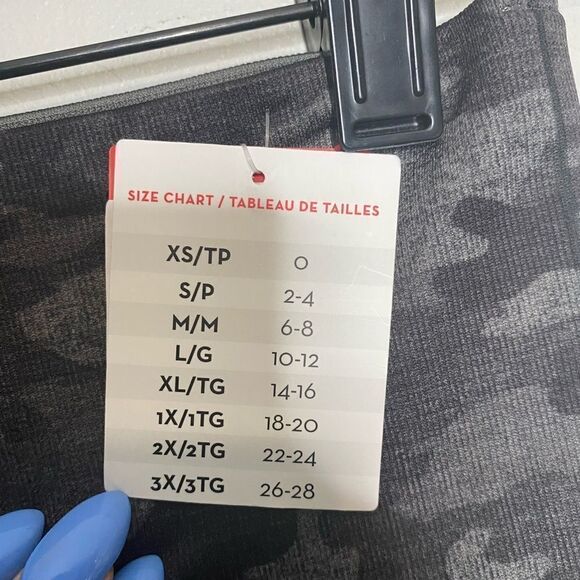 SIZE CHART / TABLEAU DE TAILLES
XS/TP 0
S/P 2-4
M/M 6-8
L/G 10-12
XL/TG 14-16
1X/1TG 18-20
2X/2TG 22-24
3X/3TG 26-28